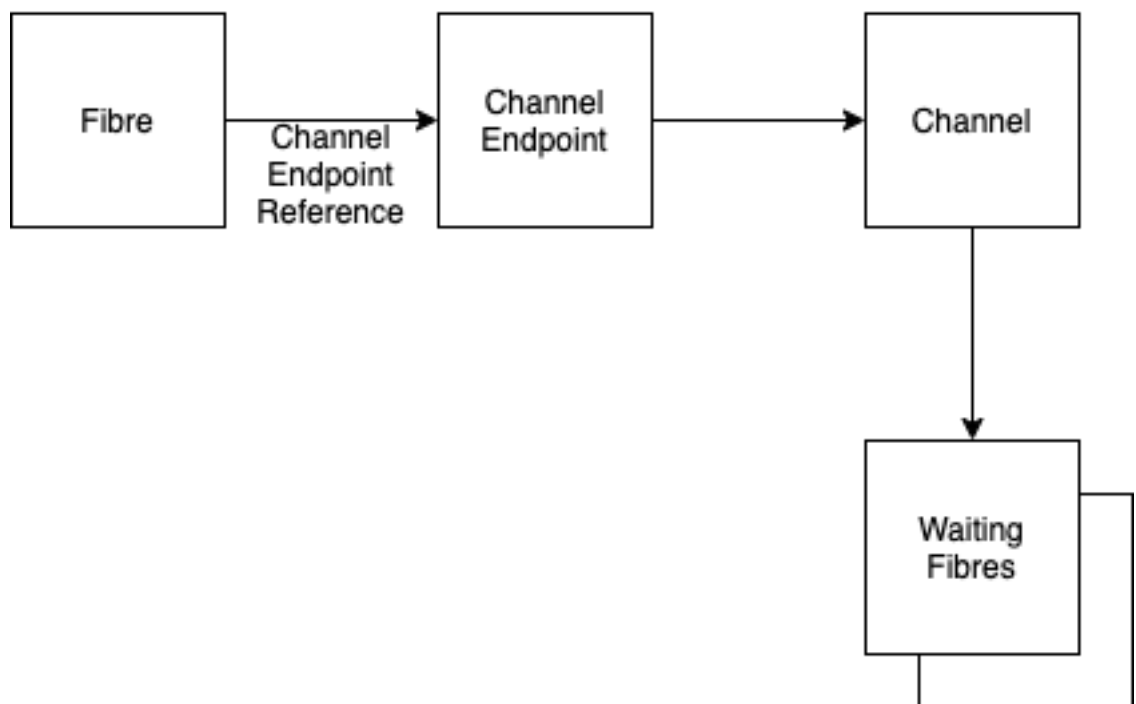 Fibre
Channel
Endpoint
Reference
Channel
Endpoint
Channel
Waiting
Fibres